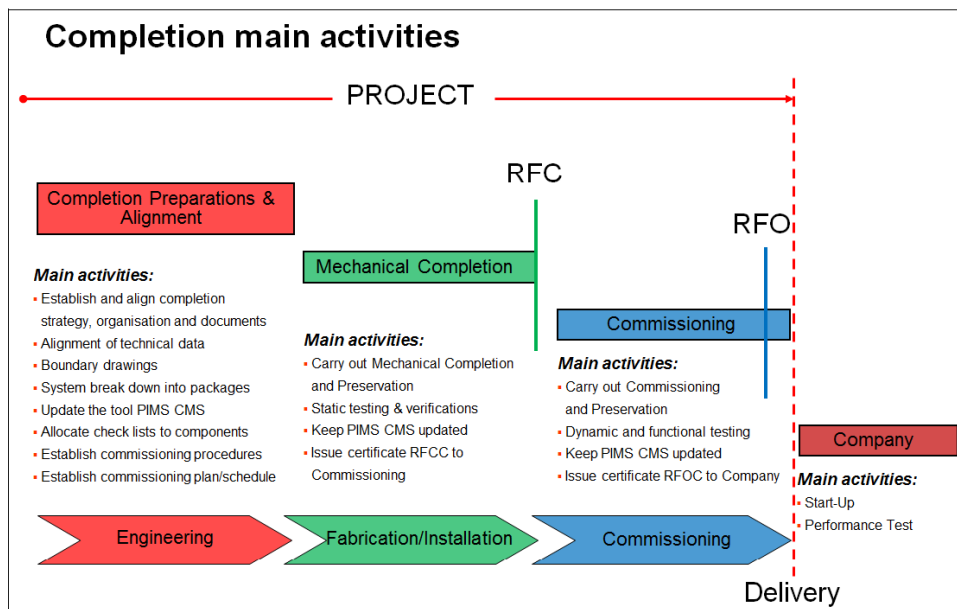 Completion main activities
PROJECT
RFC
Completion Preparations &
Alignment
RFO
Mechanical Completion
Main activities:
▪ Establish and align completion
strategy, organisation and documents
▪ Alignment of technical data
▪ Boundary drawings
▪ System break down into packages
▪ Update the tool PIMS CMS
▪ Allocate check lists to components
▪ Establish commissioning procedures
▪ Establish commissioning plan/schedule
Main activities:
▪ Carry out Mechanical Completion
and Preservation
▪ Static testing & verifications
▪ Keep PIMS CMS updated
▪ Issue certificate RFCC to
Commissioning
Commissioning
Main activities:
▪ Carry out Commissioning
and Preservation
▪ Dynamic and functional testing
▪ Keep PIMS CMS updated
▪ Issue certificate RFOC to Company
Company
Main activities:
▪ Start-Up
▪ Performance Test
Engineering
Fabrication/Installation
Commissioning
Delivery